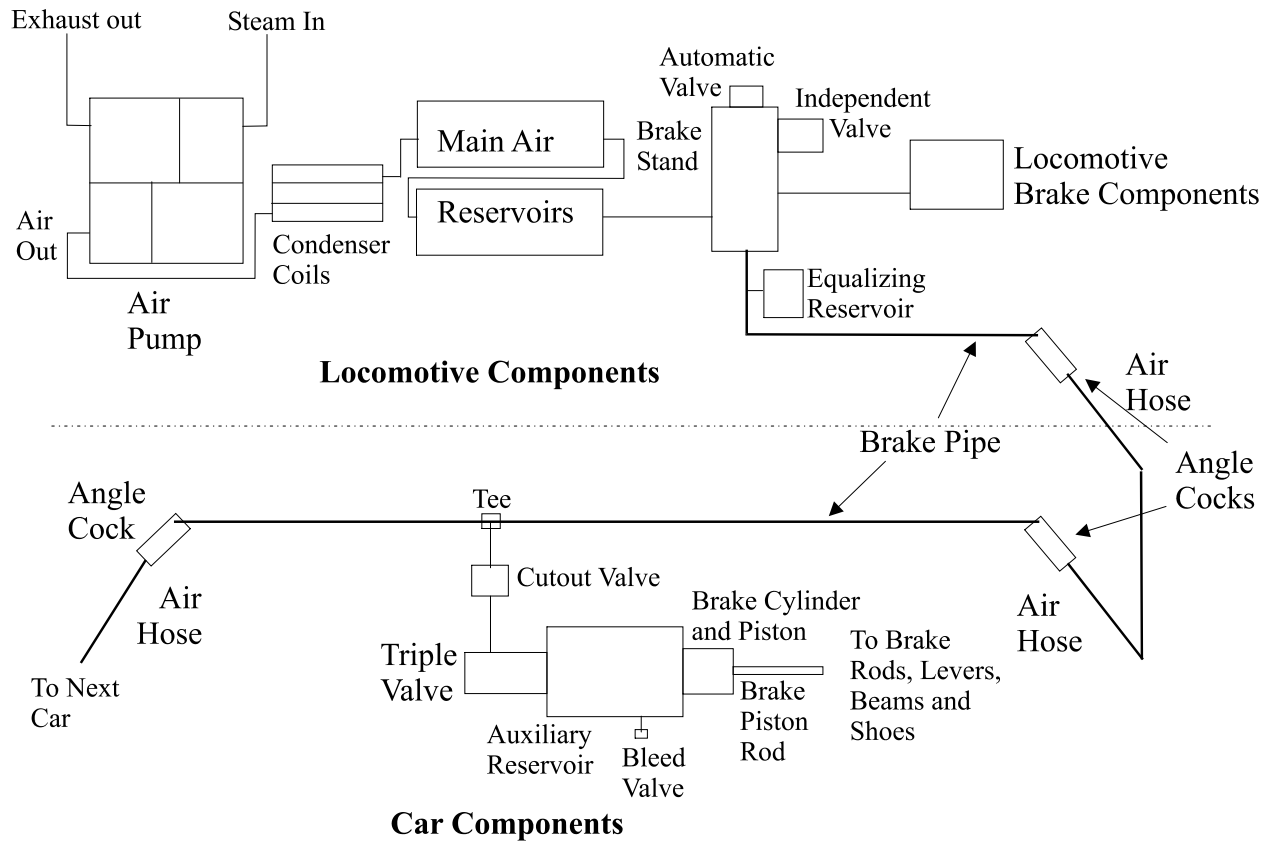 Exhaust out
Steam In
Automatic
Valve
Independent
Valve
Main Air
Brake
Stand
Locomotive
Brake Components
Reservoirs
Air
Out
Condenser
Coils
Equalizing
Reservoir
Air
Pump
Locomotive Components
Air
Hose
Brake Pipe
Angle
Cocks
Angle
Cock
Tee
Cutout Valve
Air
Hose
Brake Cylinder
and Piston
Air
Hose
To Brake
Rods, Levers,
Beams and
Shoes
Triple
Valve
To Next
Car
Brake
Piston
Rod
Auxiliary
Reservoir
Bleed
Valve
Car Components